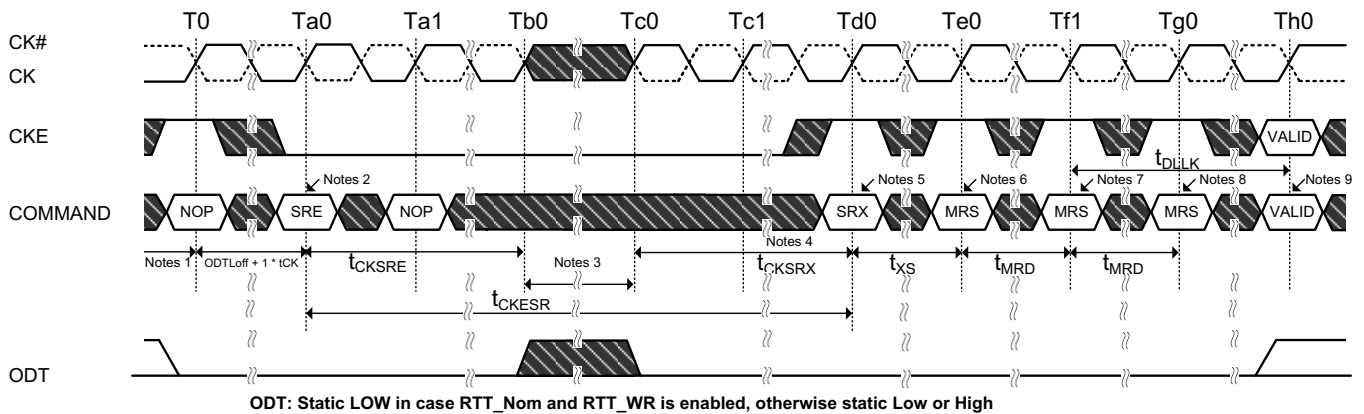 T0 Ta0 Ta1 Tb0 Tc0 Tc1 Td0 Te0 Tf1 Tg0 Th0
CK#
CK
CKE
VALID
tDLLK
Notes 2 Notes 5 Notes 6 Notes 7 Notes 8 Notes 9
COMMAND NOP SRE NOP SRX MRS MRS MRS VALID
Notes 1 ODTLoff + 1 * tCK tCKSRE Notes 3 Notes 4 tCKSRX tXS tMRD tMRD
tCKESR
ODT
ODT: Static LOW in case RTT_Nom and RTT_WR is enabled, otherwise static Low or High